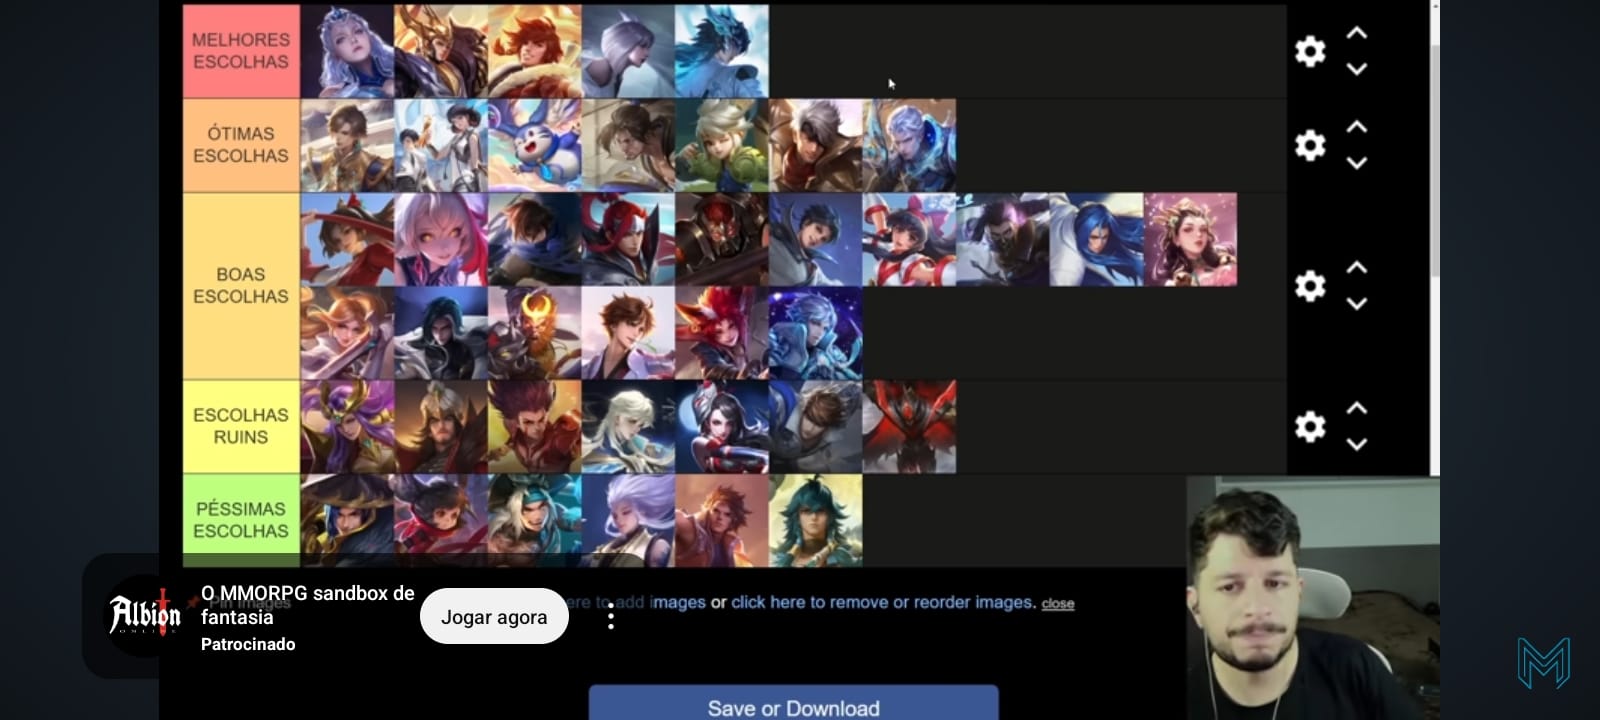 MELHORES
ESCOLHAS
ÓTIMAS
ESCOLHAS
BOAS
ESCOLHAS
ESCOLHAS
RUINS
PÉSSIMAS
ESCOLHAS
ere to add images or click here to remove or reorder images. close
Pin images
Albion
ONLINE
O MMORPG sandbox de
fantasia
Patrocinado
Jogar agora
Save or Download